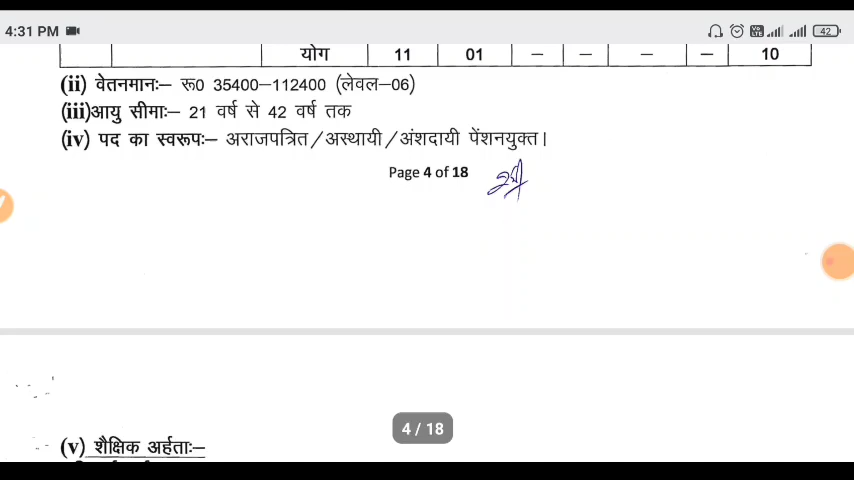 4:31 PM
42
योग 11 01 – – – – 10
(ii) वेतनमानः– रू0 35400–112400 (लेवल–06)
(iii)आयु सीमाः– 21 वर्ष से 42 वर्ष तक
(iv) पद का स्वरूपः– अराजपत्रित/अस्थायी/अंशदायी पेंशनयुक्त।
Page 4 of 18
4 / 18
(v) शैक्षिक अर्हताः–